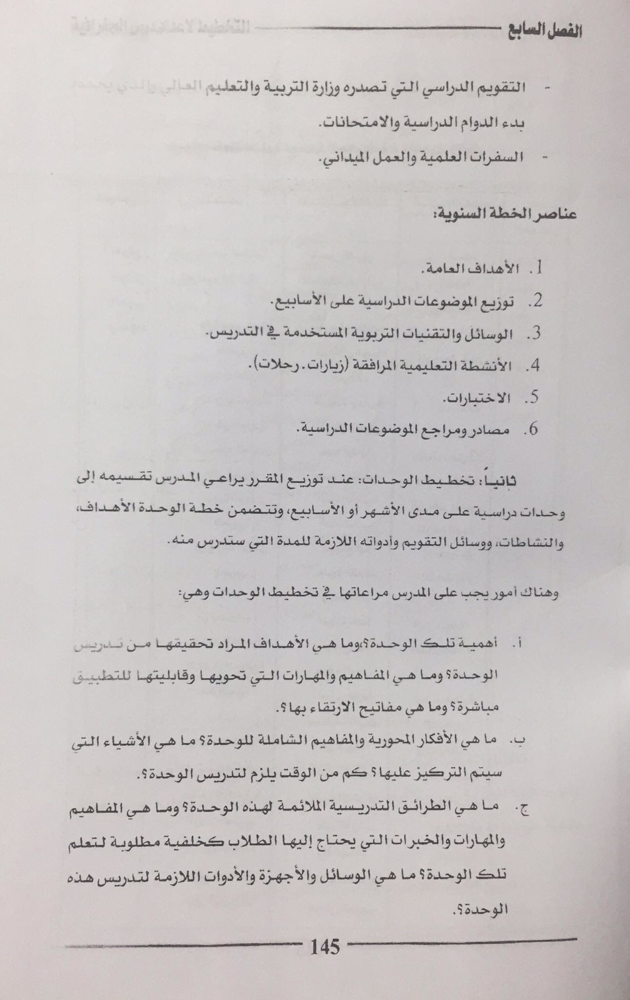 الفصل السابع
- التقويم الدراسي التي تصدره وزارة التربية والتعليم العالي
بدء الدوام الدراسية والامتحانات.
- السفرات العلمية والعمل الميداني.
عناصر الخطة السنوية:
1. الأهداف العامة.
2. توزيع الموضوعات الدراسية على الأسابيع.
3. الوسائل والتقنيات التربوية المستخدمة في التدريس.
4. الأنشطة التعليمية المرافقة (زيارات. رحلات).
5. الاختبارات.
6. مصادر ومراجع الموضوعات الدراسية.
ثانياً: تخطيط الوحدات: عند توزيع المقرر يراعي المدرس تقسيمه إلى
وحدات دراسية على مدى الأشهر أو الأسابيع، وتتضمن خطة الوحدة الأهداف،
والنشاطات، ووسائل التقويم وأدواته اللازمة للمدة التي ستدرس منه.
وهناك أمور يجب على المدرس مراعاتها في تخطيط الوحدات وهي:
أ. أهمية تلك الوحدة؟،وما هي الأهداف المراد تحقيقها من تدريس
الوحدة؟ وما هي المفاهيم والمهارات التي تحويها وقابليتها للتطبيق
مباشرة؟ وما هي مفاتيح الارتقاء بها؟.
ب. ما هي الأفكار المحورية والمفاهيم الشاملة للوحدة؟ ما هي الأشياء التي
سيتم التركيز عليها؟ كم من الوقت يلزم لتدريس الوحدة؟.
ج. ما هي الطرائق التدريسية الملائمة لهذه الوحدة؟ وما هي المفاهيم
والمهارات والخبرات التي يحتاج إليها الطلاب كخلفية مطلوبة لتعلم
تلك الوحدة؟ ما هي الوسائل والأجهزة والأدوات اللازمة لتدريس هذه
الوحدة؟.
145